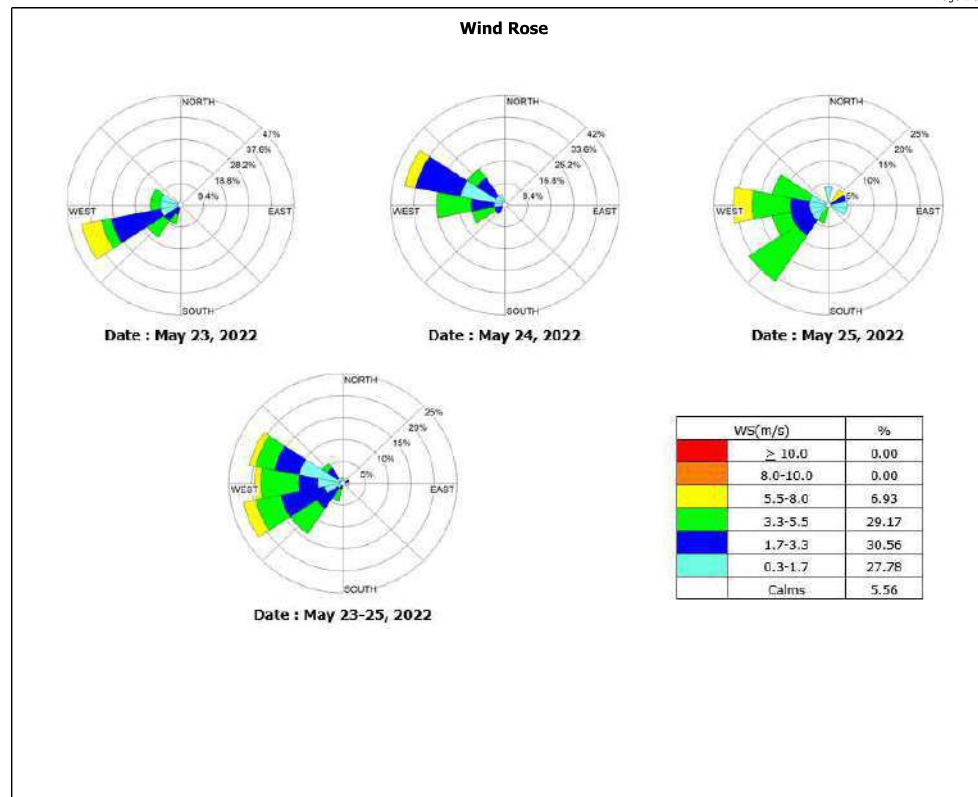 Wind Rose
NORTH
47%
37.6%
28.2%
18.8%
9.4%
WEST
EAST
SOUTH
Date : May 23, 2022
NORTH
42%
33.6%
25.2%
16.8%
8.4%
WEST
EAST
SOUTH
Date : May 24, 2022
NORTH
25%
20%
15%
10%
5%
WEST
EAST
SOUTH
Date : May 25, 2022
NORTH
25%
20%
15%
10%
5%
WEST
EAST
SOUTH
Date : May 23-25, 2022
WS(m/s) %
≥ 10.0 0.00
8.0-10.0 0.00
5.5-8.0 6.93
3.3-5.5 29.17
1.7-3.3 30.56
0.3-1.7 27.78
Calms 5.56